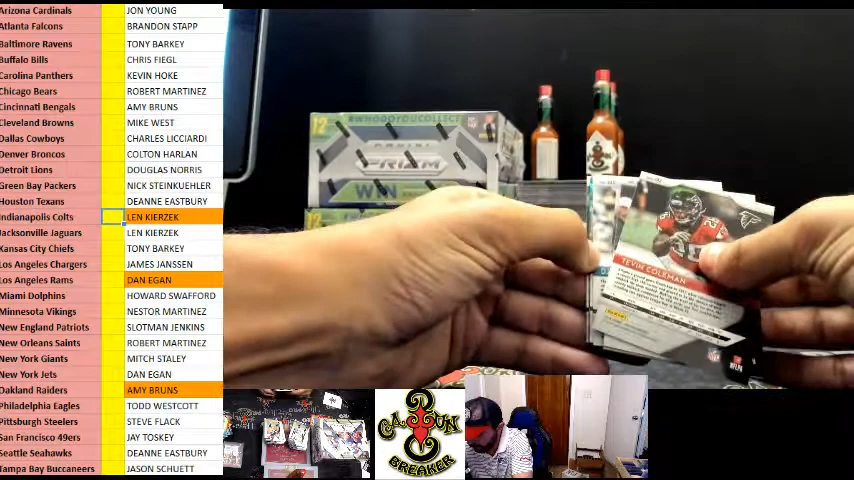 Arizona Cardinals JON YOUNG
Atlanta Falcons BRANDON STAPP
Baltimore Ravens TONY BARKEY
Buffalo Bills CHRIS FIEGL
Carolina Panthers KEVIN HOKE
Chicago Bears ROBERT MARTINEZ
Cincinnati Bengals AMY BRUNS
Cleveland Browns MIKE WEST
Dallas Cowboys CHARLES LICCIARDI
Denver Broncos COLTON HARLAN
Detroit Lions DOUGLAS NORRIS
Green Bay Packers NICK STEINKUEHLER
Houston Texans DEANNE EASTBURY
Indianapolis Colts LEN KIERZEK
Jacksonville Jaguars LEN KIERZEK
Kansas City Chiefs TONY BARKEY
Los Angeles Chargers JAMES JANSSEN
Los Angeles Rams DAN EGAN
Miami Dolphins HOWARD SWAFFORD
Minnesota Vikings NESTOR MARTINEZ
New England Patriots SLOTMAN JENKINS
New Orleans Saints ROBERT MARTINEZ
New York Giants MITCH STALEY
New York Jets DAN EGAN
Oakland Raiders AMY BRUNS
Philadelphia Eagles TODD WESTCOTT
Pittsburgh Steelers STEVE FLACK
San Francisco 49ers JAY TOSKEY
Seattle Seahawks DEANNE EASTBURY
Tampa Bay Buccaneers JASON SCHUETT
12
#WHODOYOUCOLLECT
PANINI
PRIZM
WIN
TEVIN COLEMAN
CAJUN
BREAKER